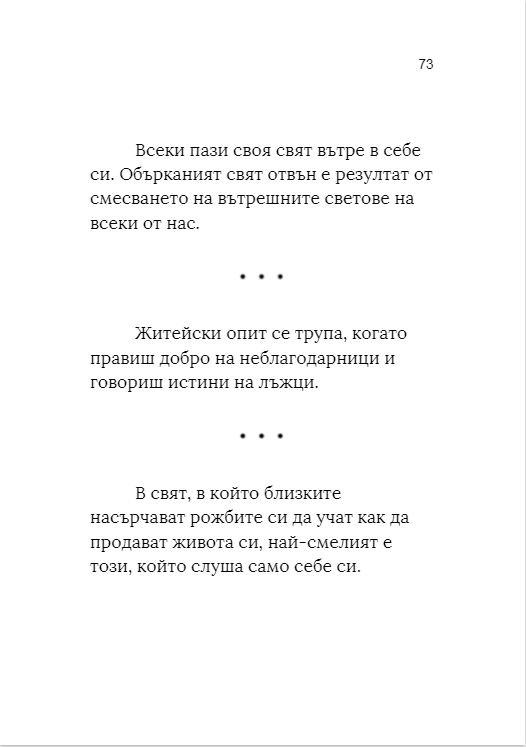 73
Всеки пази своя свят вътре в себе
си. Обърканият свят отвън е резултат от
смесването на вътрешните светове на
всеки от нас.
• • •
Житейски опит се трупа, когато
правиш добро на неблагодарници и
говориш истини на лъжци.
• • •
В свят, в който близките
насърчават рожбите си да учат как да
продават живота си, най-смелият е
този, който слуша само себе си.